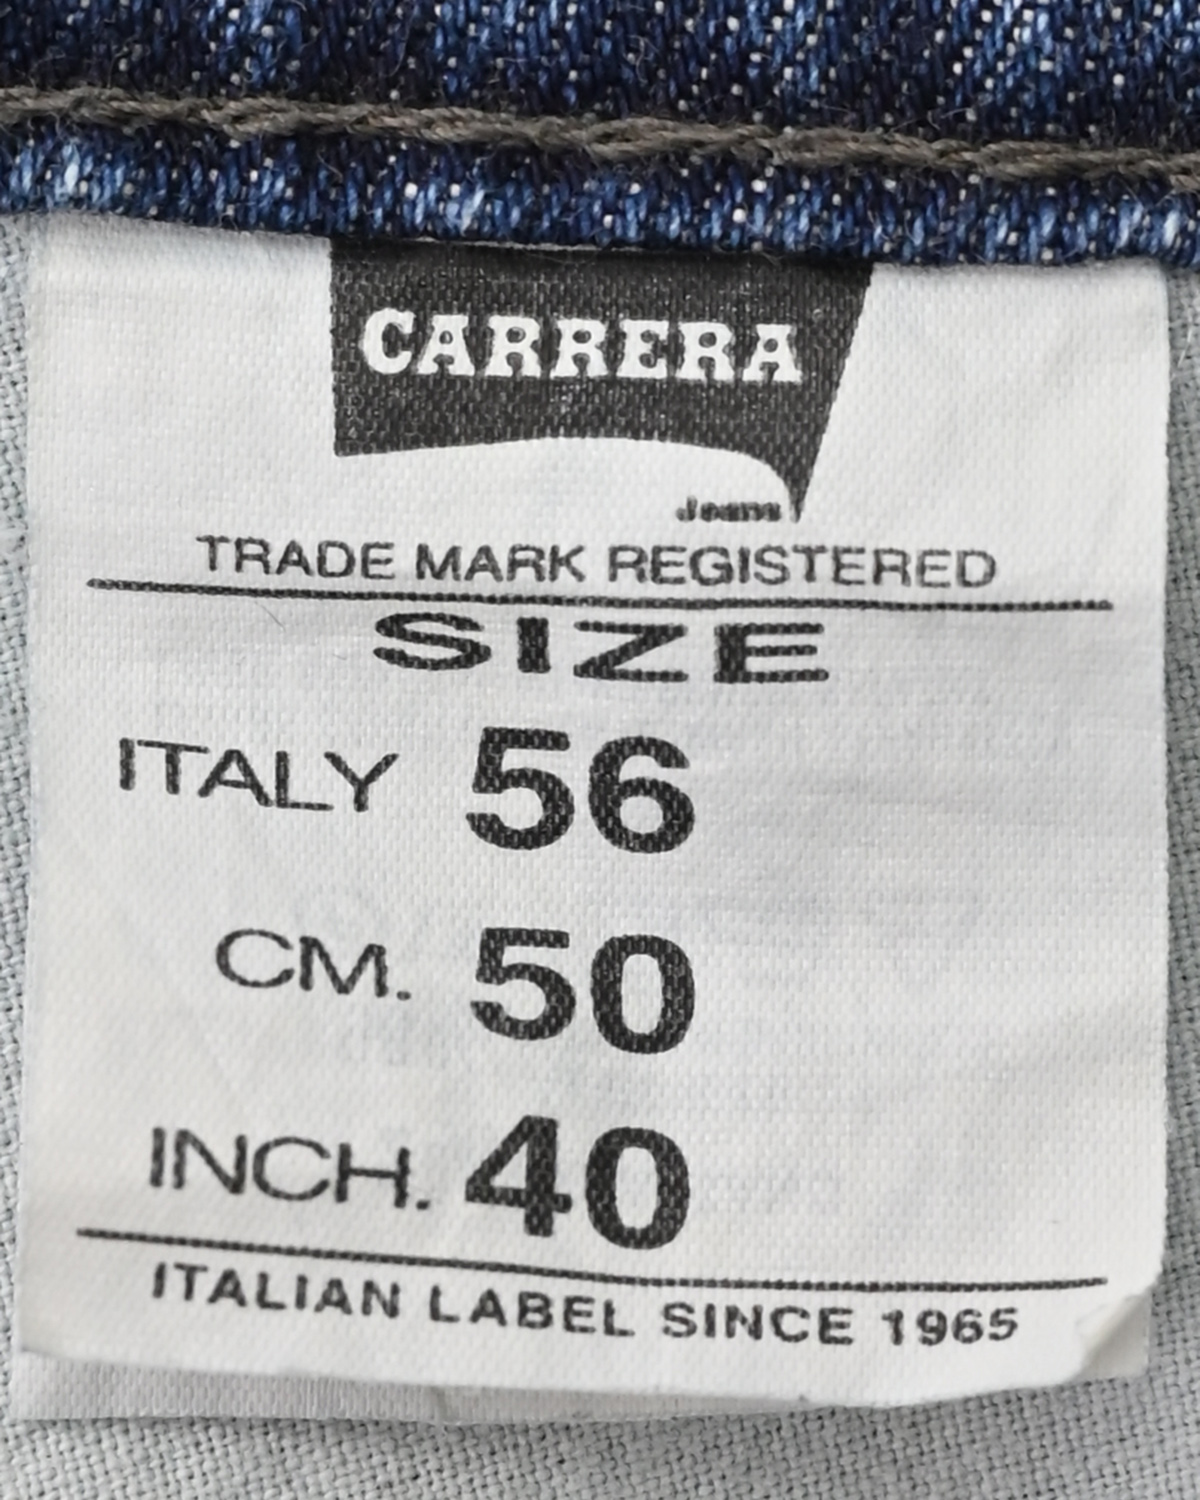 CARRERA
Jeans
TRADE MARK REGISTERED
SIZE
ITALY 56
CM. 50
INCH. 40
ITALIAN LABEL SINCE 1965